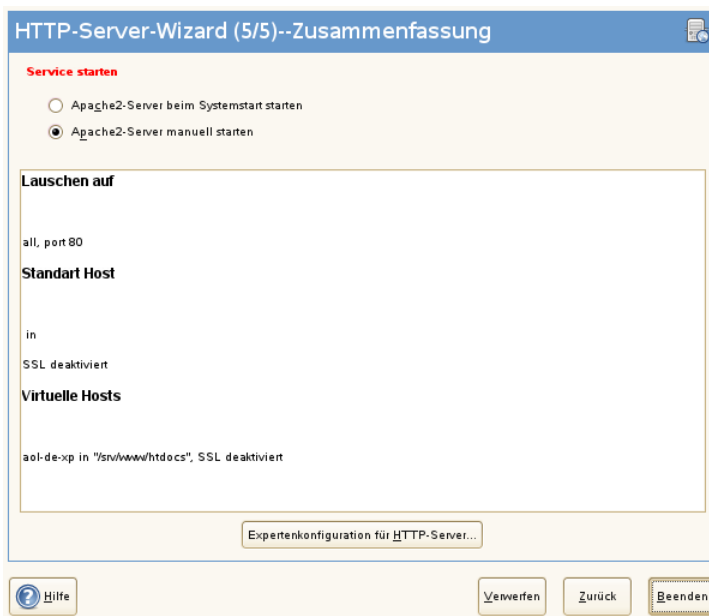 HTTP-Server-Wizard (5/5)--Zusammenfassung
Service starten
Apache2-Server beim Systemstart starten
Apache2-Server manuell starten
Lauschen auf
all, port 80
Standart Host
in
SSL deaktiviert
Virtuelle Hosts
aol-de-xp in "/srv/www/htdocs", SSL deaktiviert
Expertenkonfiguration für HTTP-Server...
Hilfe
Verwerfen
Zurück
Beenden